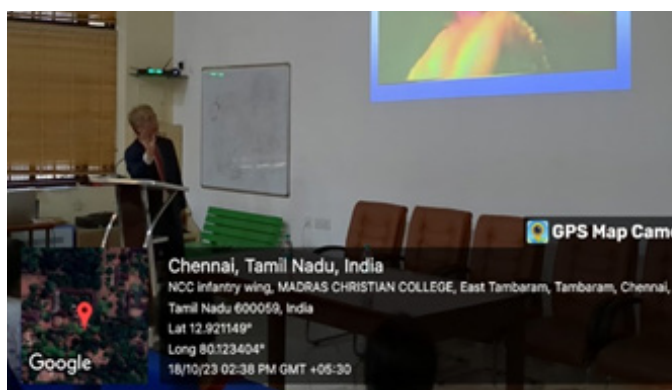 GPS Map Came
Chennai, Tamil Nadu, India
NCC infantry wing, MADRAS CHRISTIAN COLLEGE, East Tambaram, Tambaram, Chennai,
Tamil Nadu 600059, India
Lat 12.921149°
Long 80.123404°
18/10/23 02:38 PM GMT +05:30
Google